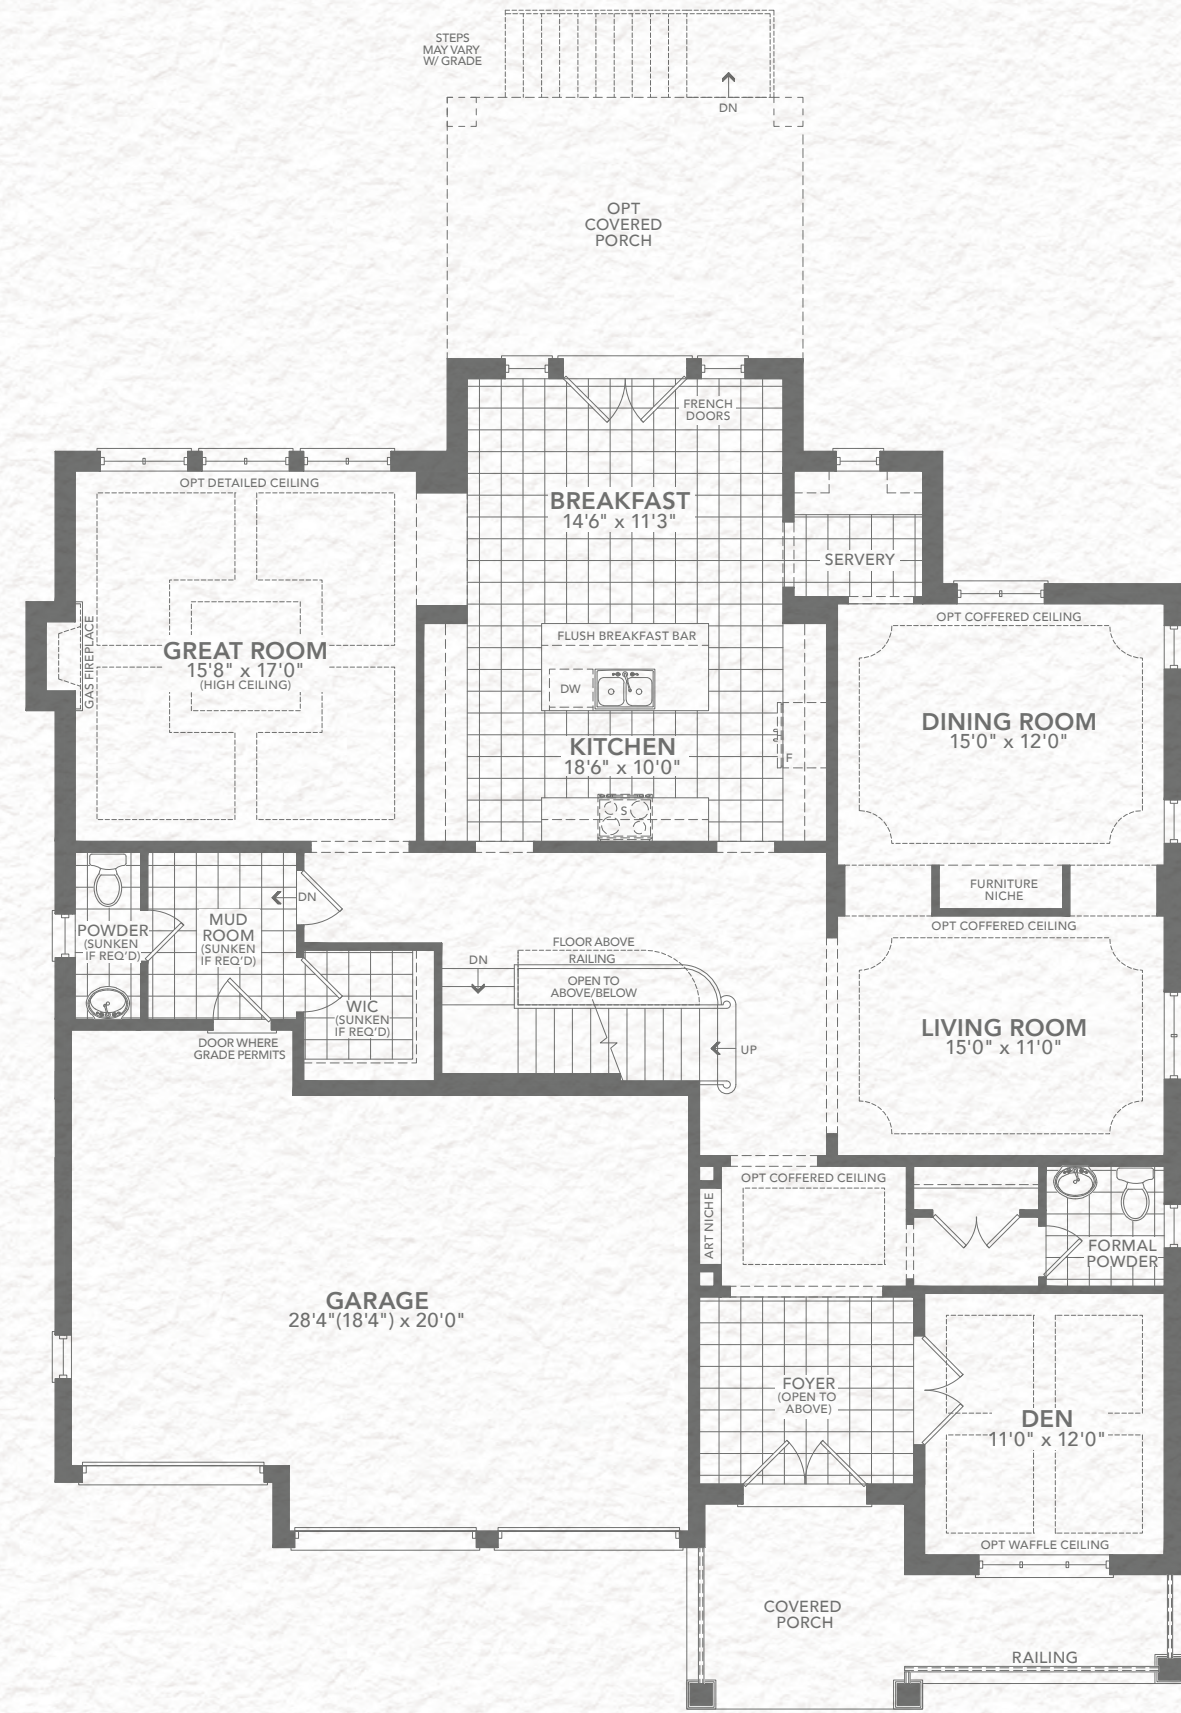 STEPS
MAY VARY
W/ GRADE
DN
OPT
COVERED
PORCH
FRENCH
DOORS
OPT DETAILED CEILING
BREAKFAST
14'6" x 11'3"
SERVERY
GAS FIREPLACE
GREAT ROOM
15'8" x 17'0"
(HIGH CEILING)
FLUSH BREAKFAST BAR
DW
KITCHEN
18'6" x 10'0"
F
S
OPT COFFERED CEILING
DINING ROOM
15'0" x 12'0"
FURNITURE
NICHE
POWDER
(SUNKEN
IF REQ'D)
MUD
ROOM
(SUNKEN
IF REQ'D)
DN
WIC
(SUNKEN
IF REQ'D)
DOOR WHERE
GRADE PERMITS
DN
FLOOR ABOVE
RAILING
OPEN TO
ABOVE/BELOW
UP
OPT COFFERED CEILING
LIVING ROOM
15'0" x 11'0"
ART NICHE
OPT COFFERED CEILING
FORMAL
POWDER
GARAGE
28'4"(18'4") x 20'0"
FOYER
(OPEN TO
ABOVE)
DEN
11'0" x 12'0"
OPT WAFFLE CEILING
COVERED
PORCH
RAILING